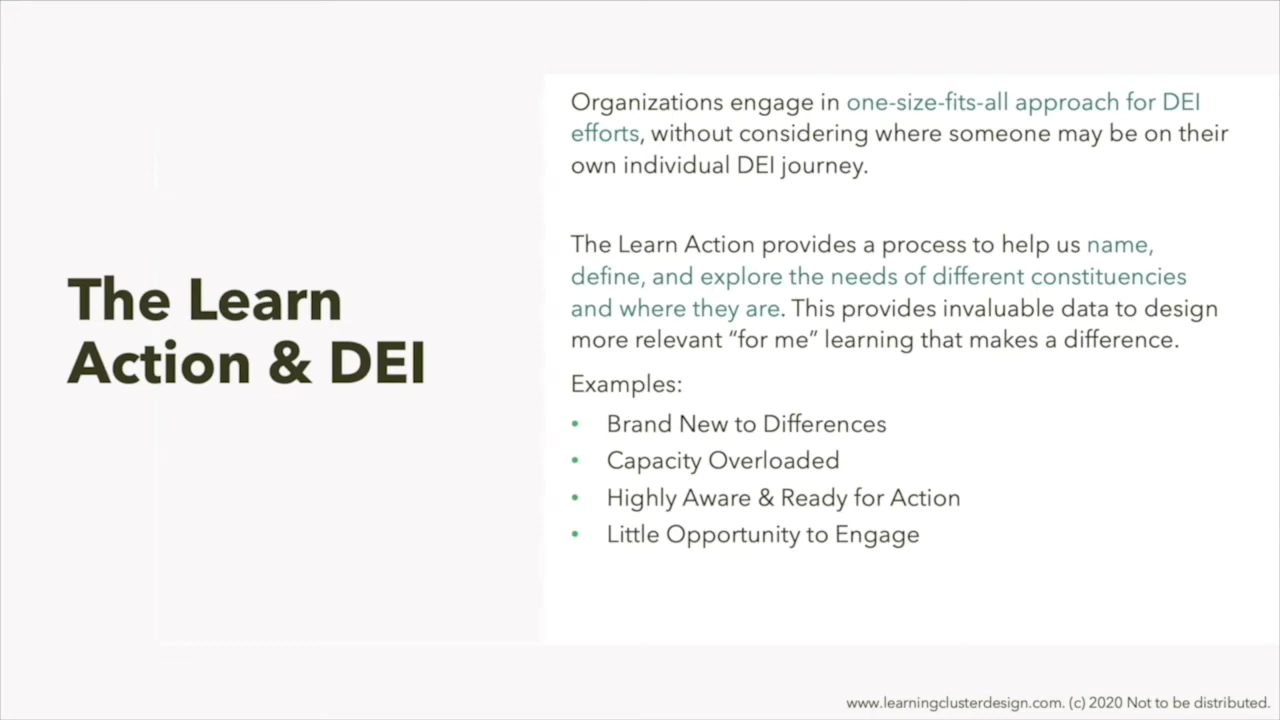 The Learn
Action & DEI
Organizations engage in one-size-fits-all approach for DEI
efforts, without considering where someone may be on their
own individual DEI journey.
The Learn Action provides a process to help us name,
define, and explore the needs of different constituencies
and where they are. This provides invaluable data to design
more relevant “for me” learning that makes a difference.
Examples:
• Brand New to Differences
• Capacity Overloaded
• Highly Aware & Ready for Action
• Little Opportunity to Engage
www.learningclusterdesign.com. (c) 2020 Not to be distributed.